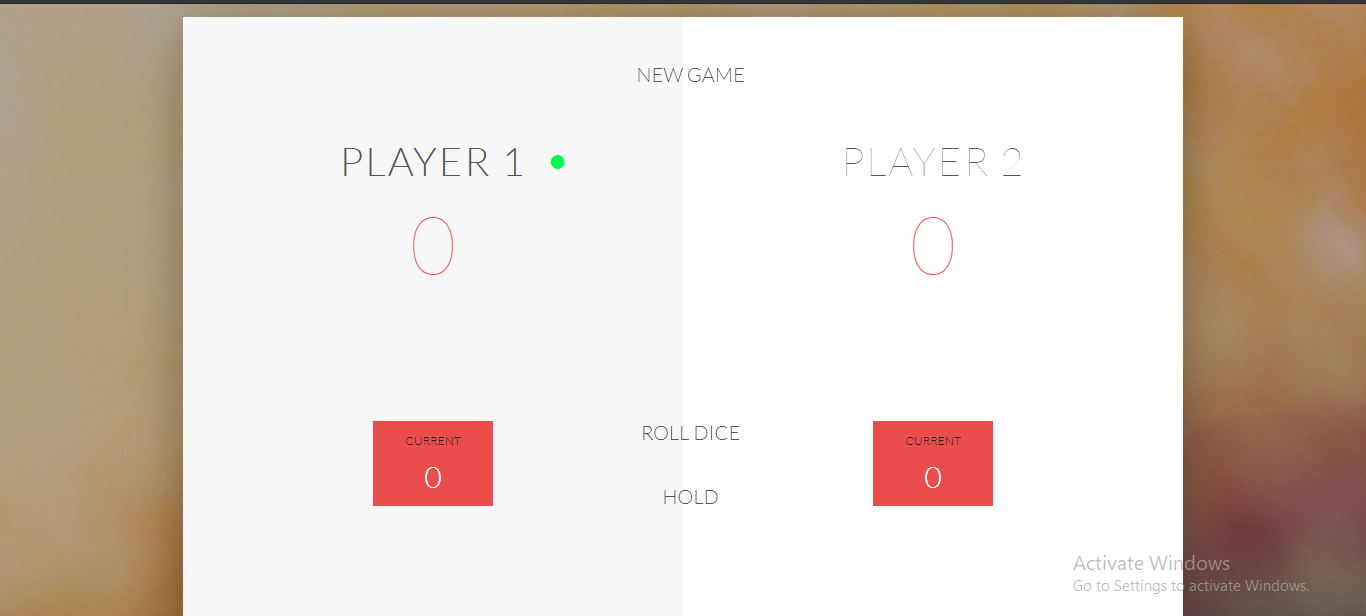 NEW GAME
PLAYER 1
PLAYER 2
0
0
CURRENT
0
ROLL DICE
HOLD
CURRENT
0
Activate Windows
Go to Settings to activate Windows.